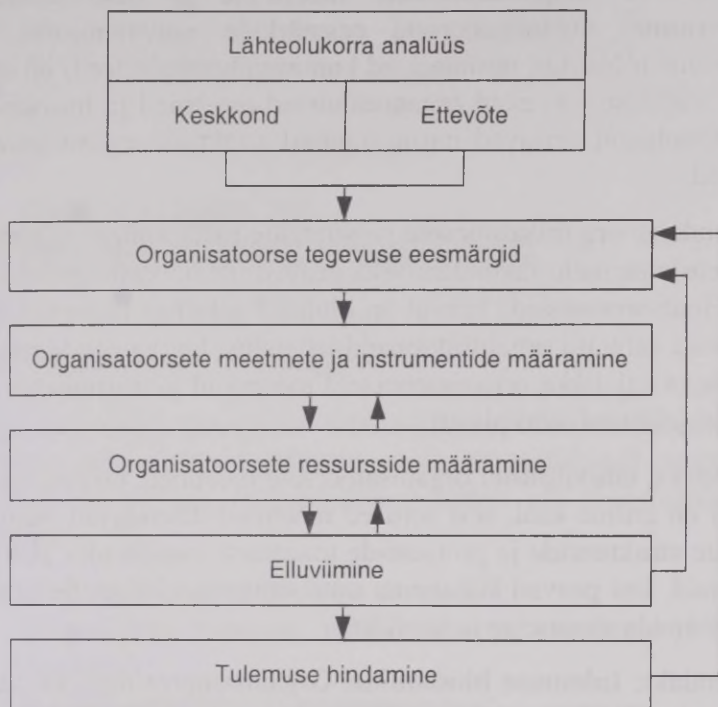 Lähteolukorra analüüs
Keskkond
Ettevõte
Organisatoorse tegevuse eesmärgid
Organisatoorsete meetmete ja instrumentide määramine
Organisatoorsete ressursside määramine
Elluviimine
Tulemuse hindamine